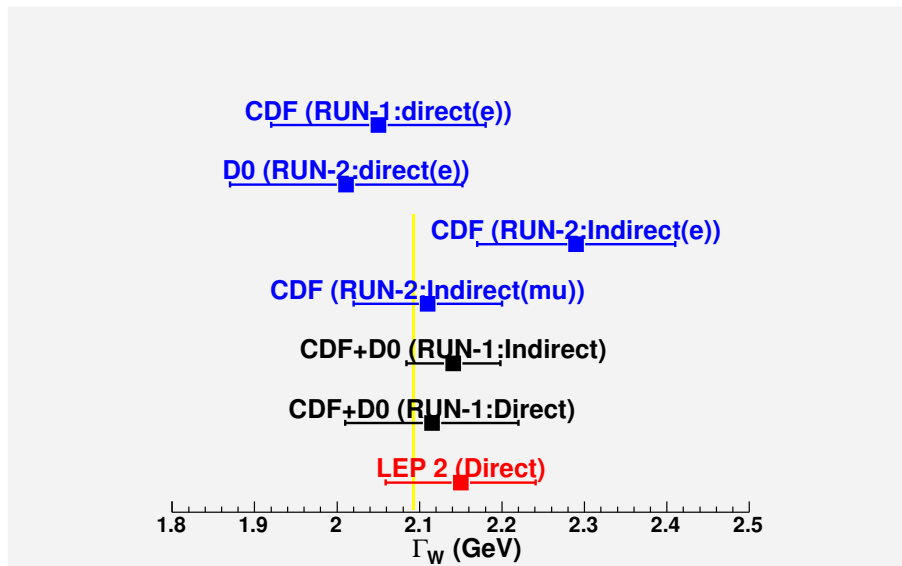 CDF (RUN-1:direct(e))
D0 (RUN-2:direct(e))
CDF (RUN-2:Indirect(e))
CDF (RUN-2:Indirect(mu))
CDF+D0 (RUN-1:Indirect)
CDF+D0 (RUN-1:Direct)
LEP 2 (Direct)
1.8 1.9 2 2.1 2.2 2.3 2.4 2.5
Γ_W (GeV)